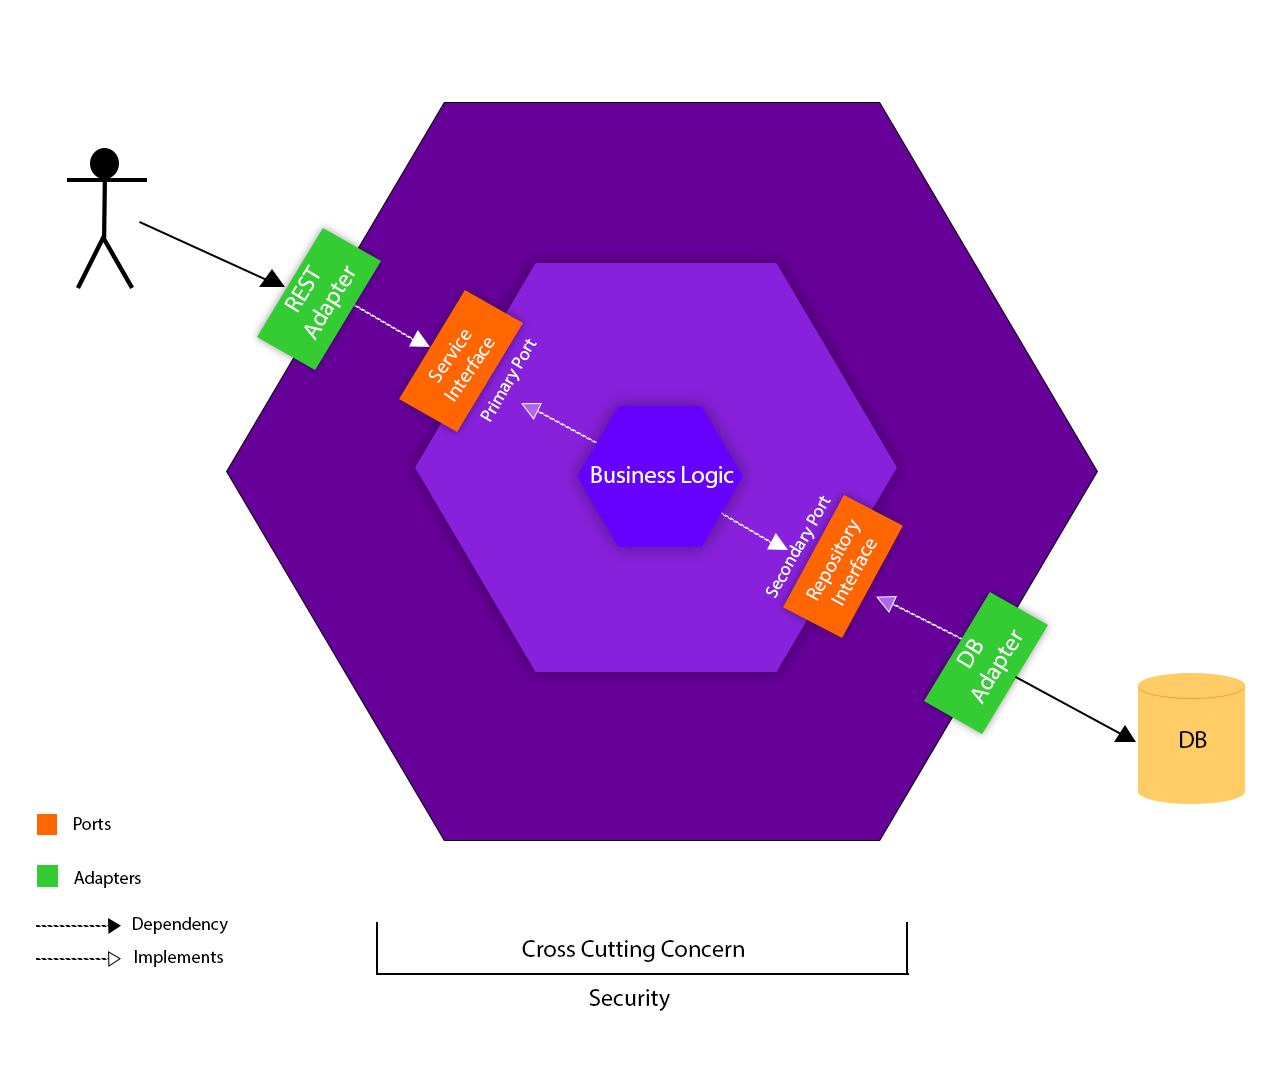 REST
Adapter
Service
Interface
Primary Port
Business Logic
Secondary Port
Repository
Interface
DB
Adapter
DB
Ports
Adapters
Dependency
Implements
Cross Cutting Concern
Security